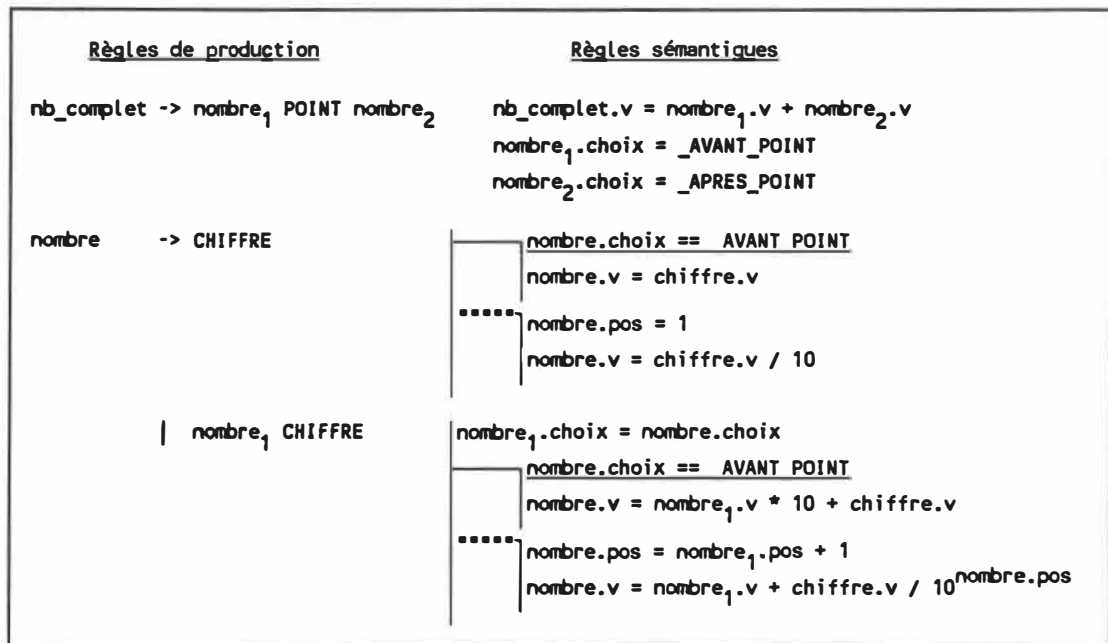 Règles de production Règles sémantiques
nb_complet -> nombre₁ POINT nombre₂ nb_complet.v = nombre₁.v + nombre₂.v
nombre₁.choix = _AVANT_POINT
nombre₂.choix = _APRES_POINT
nombre -> CHIFFRE nombre.choix == AVANT POINT
nombre.v = chiffre.v
nombre.pos = 1
nombre.v = chiffre.v / 10
| nombre₁ CHIFFRE nombre₁.choix = nombre.choix
nombre.choix == AVANT POINT
nombre.v = nombre₁.v * 10 + chiffre.v
nombre.pos = nombre₁.pos + 1
nombre.v = nombre₁.v + chiffre.v / 10^nombre.pos